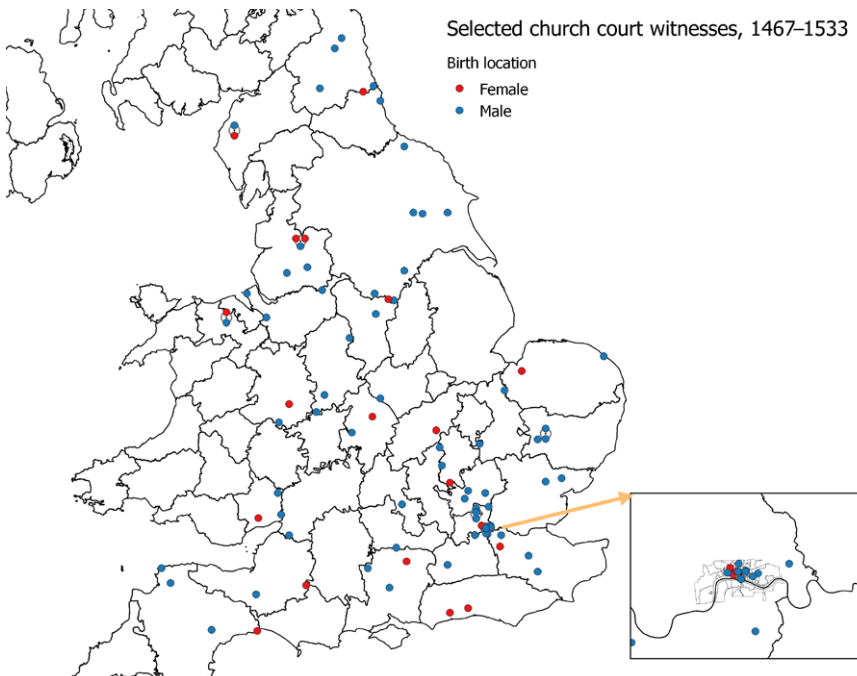 Selected church court witnesses, 1467–1533
Birth location
Female
Male